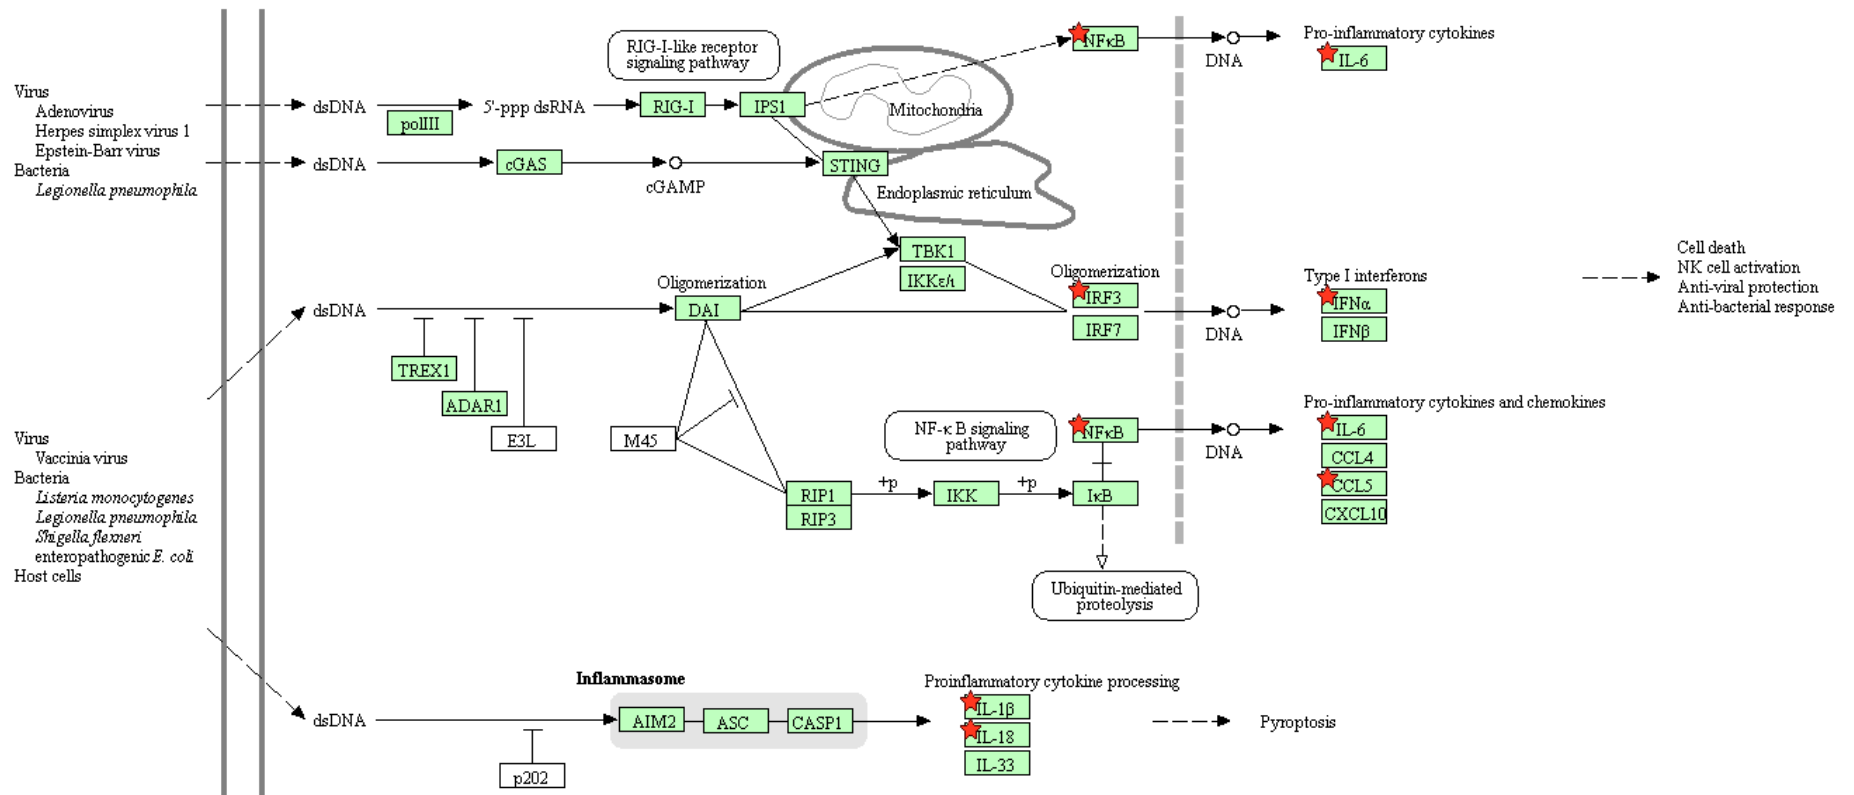 RIG-I-like receptor
signaling pathway
NFκB
DNA
Pro-inflammatory cytokines
IL-6
Virus
Adenovirus
Herpes simplex virus 1
Epstein-Barr virus
Bacteria
Legionella pneumophila
dsDNA
polIII
5'-ppp dsRNA
RIG-I
IPS1
Mitochondria
dsDNA
cGAS
cGAMP
STING
Endoplasmic reticulum
TBK1
IKKε/ι
Oligomerization
DAI
dsDNA
Oligomerization
IRF3
IRF7
DNA
Type I interferons
IFNα
IFNβ
Cell death
NK cell activation
Anti-viral protection
Anti-bacterial response
TREX1
ADAR1
E3L
M45
NF-κB signaling
pathway
NFκB
DNA
Pro-inflammatory cytokines and chemokines
IL-6
CCL4
CCL5
CXCL10
Virus
Vaccinia virus
Bacteria
Listeria monocytogenes
Legionella pneumophila
Shigella flexneri
enteropathogenic E. coli
Host cells
RIP1
RIP3
+p
IKK
+p
IκB
Ubiquitin-mediated
proteolysis
dsDNA
p202
Inflammasome
AIM2
ASC
CASP1
Proinflammatory cytokine processing
IL-1β
IL-18
IL-33
Pyroptosis